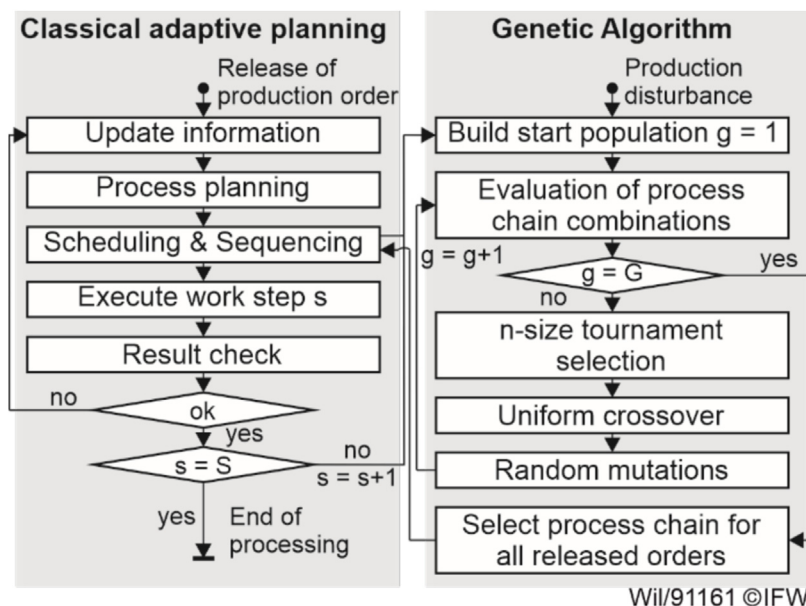 Classical adaptive planning
Release of
production order
Update information
Process planning
Scheduling & Sequencing
Execute work step s
Result check
no
ok
yes
s = S
no
s = s+1
yes
End of
processing
Genetic Algorithm
Production
disturbance
Build start population g = 1
Evaluation of process
chain combinations
g = g+1
g = G
yes
no
n-size tournament
selection
Uniform crossover
Random mutations
Select process chain for
all released orders
Wil/91161 ©IFW